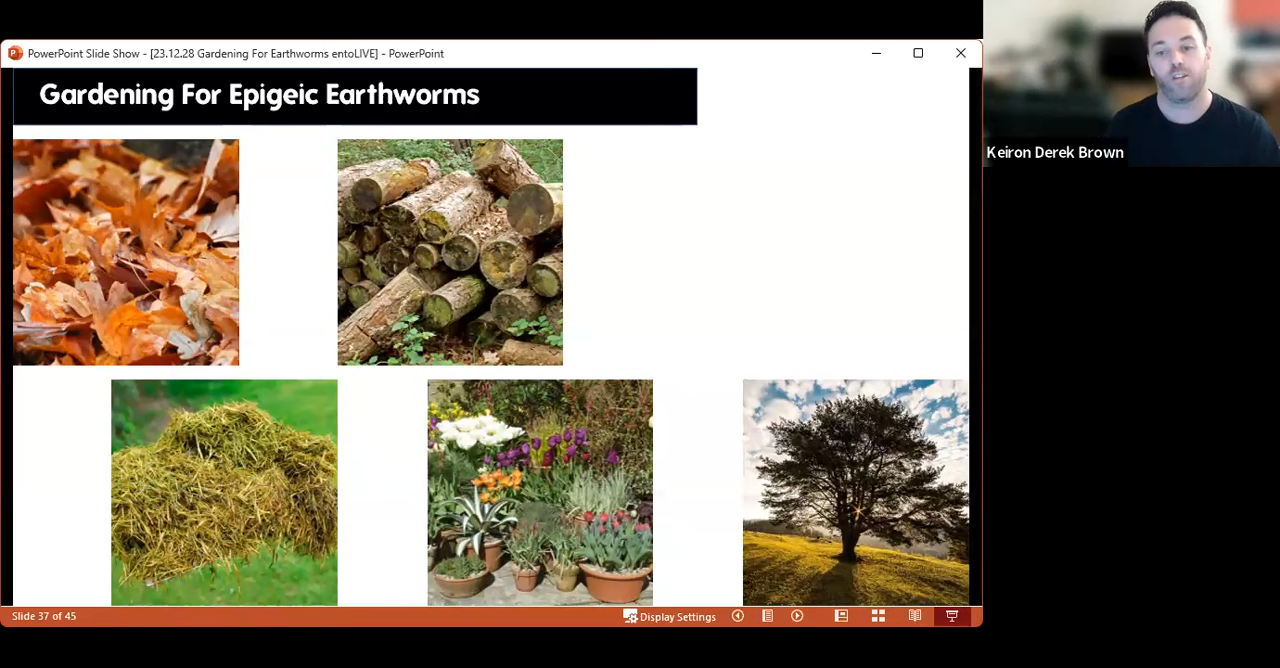 PowerPoint Slide Show - [23.12.28 Gardening For Earthworms entoLIVE] - PowerPoint
Gardening For Epigeic Earthworms
Keiron Derek Brown
Slide 37 of 45
Display Settings